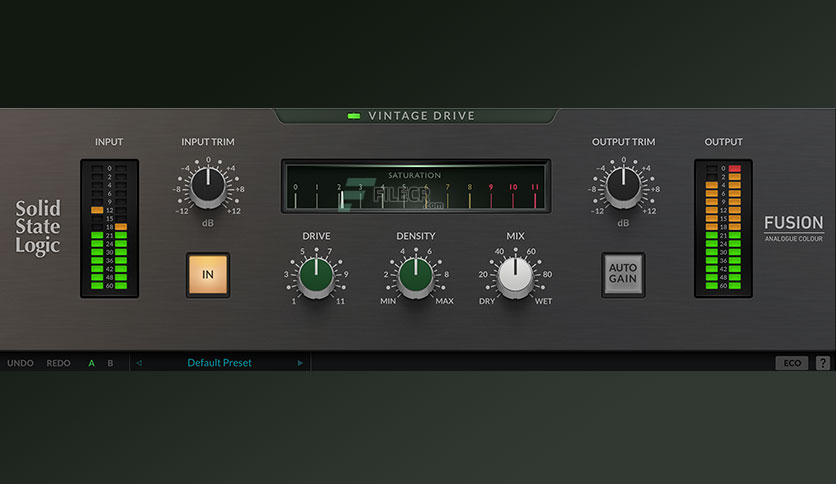 VINTAGE DRIVE
INPUT
INPUT TRIM
OUTPUT TRIM
OUTPUT
0
2
4
6
9
12
15
18
21
24
30
36
42
50
60
0
-4 +4
-8 +8
-12 +12
dB
SATURATION
0 1 2 3 4 5 6 7 8 9 10 11
FILECR
.com
0
-4 +4
-8 +8
-12 +12
dB
0
2
4
6
9
12
15
18
21
24
30
36
42
50
60
Solid
State
Logic
IN
DRIVE
5 7
3 9
1 11
DENSITY
4 6
2 8
MIN MAX
MIX
40 60
20 80
DRY WET
AUTO
GAIN
FUSION
ANALOGUE COLOUR
UNDO REDO A B Default Preset ECO ?